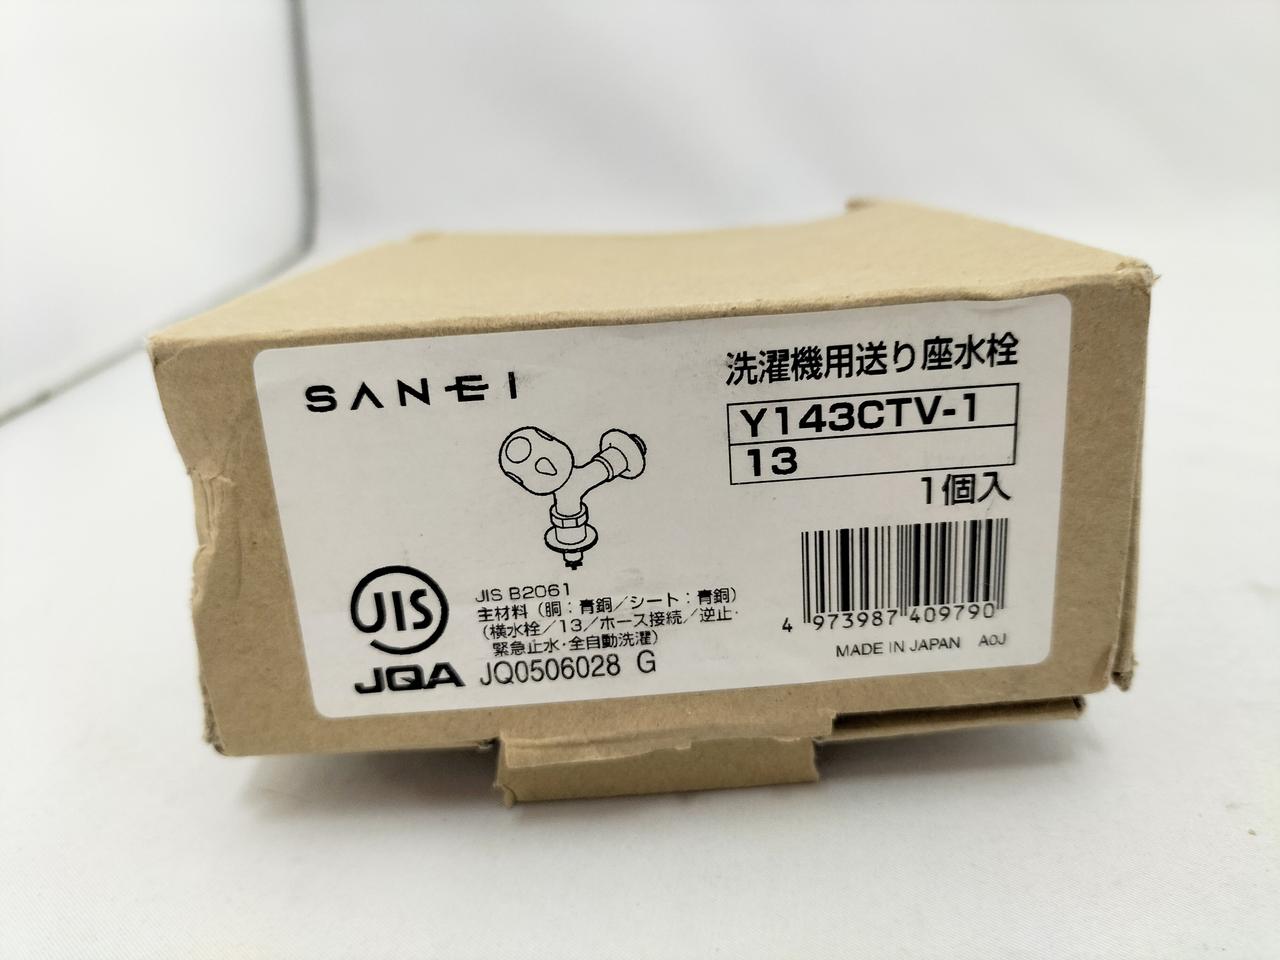 SANEI
洗濯機用送り座水栓
Y143CTV-1
13
1個入
JIS
JQA
JIS B2061
主材料(胴:青銅/シート:青銅)
(横水栓/13/ホース接続/逆止・
緊急止水・全自動洗濯)
JQ0506028 G
4 973987 409790
MADE IN JAPAN A0J